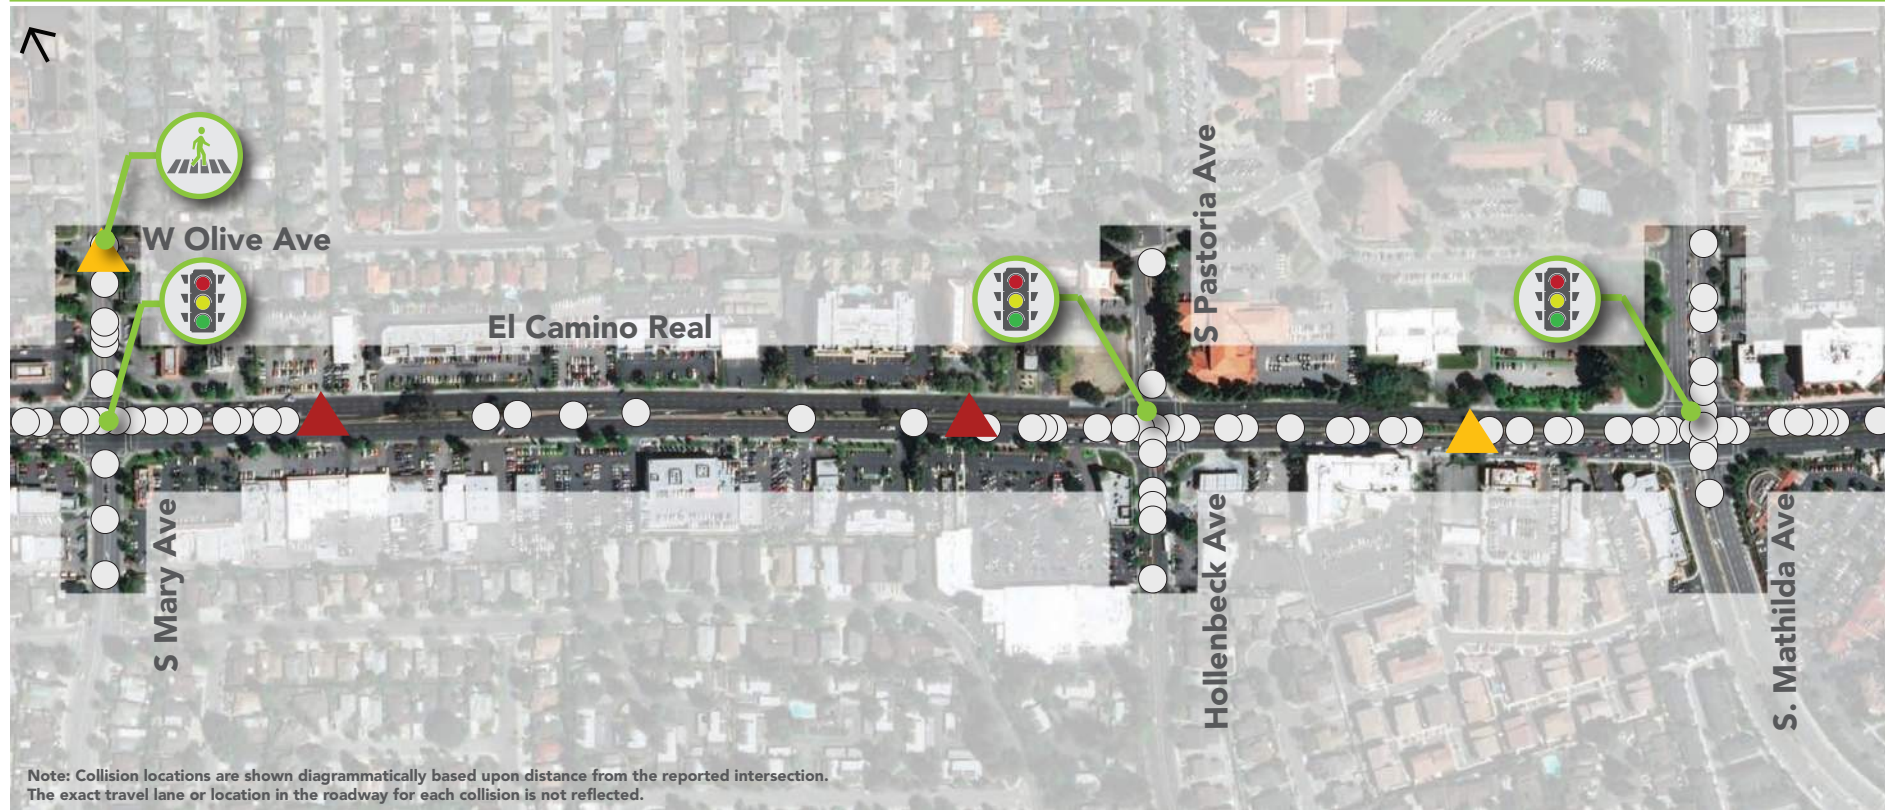 W Olive Ave
S Pastoria Ave
El Camino Real
S Mary Ave
Hollenbeck Ave
S. Mathilda Ave
Note: Collision locations are shown diagrammatically based upon distance from the reported intersection.
The exact travel lane or location in the roadway for each collision is not reflected.